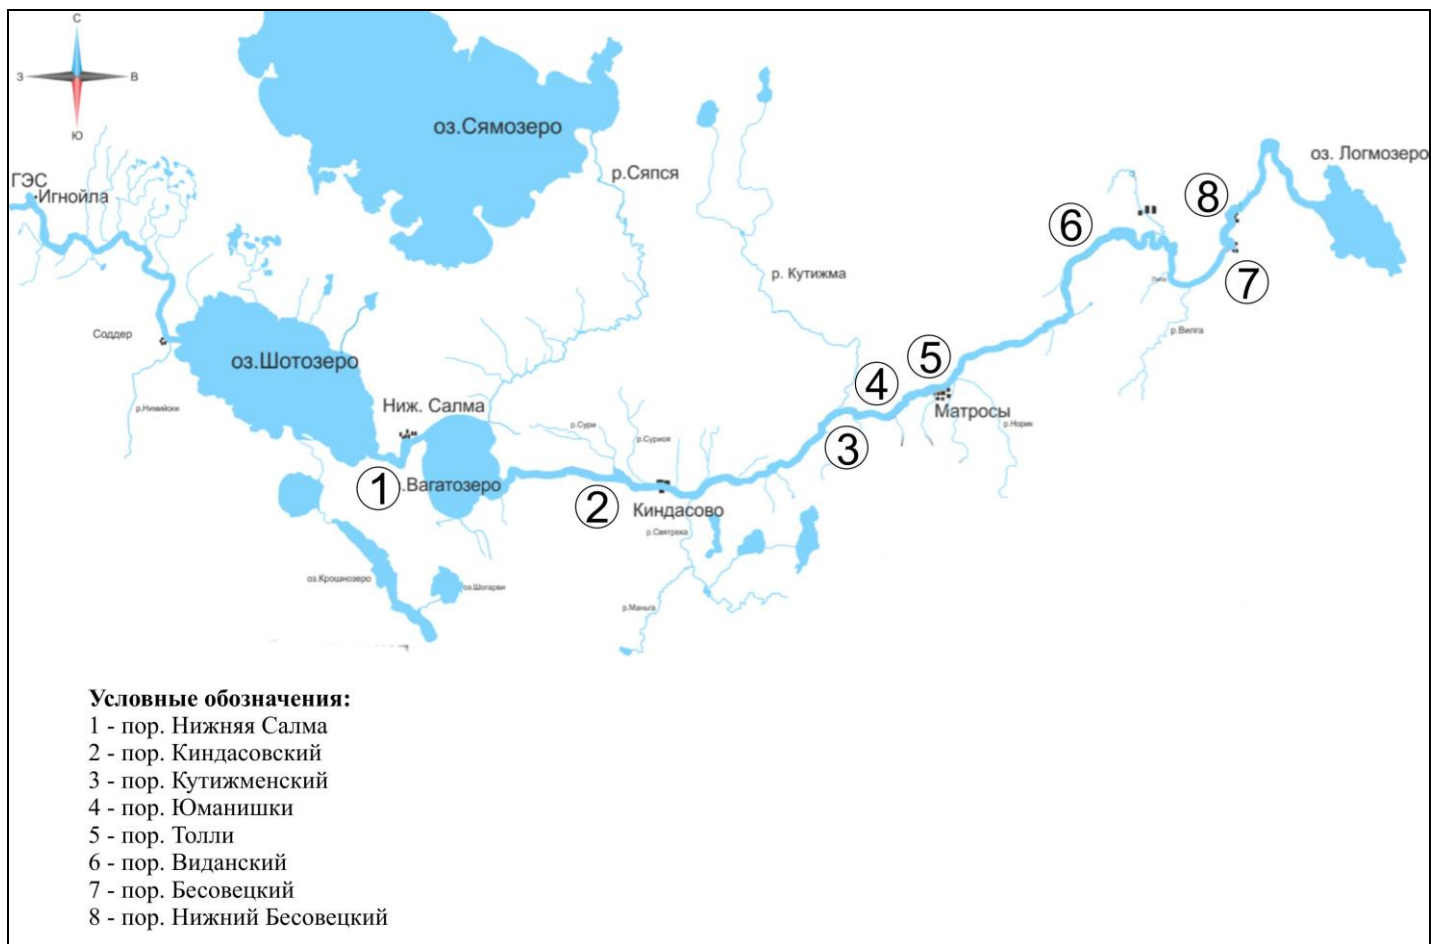 С
З
В
Ю
оз.Сямозеро
оз. Логмозеро
р.Сяпся
ГЭС
Игнойла
8
6
р. Кутижма
7
р.Вилга
Соддер
оз.Шотозеро
5
4
Матросы
р.Нимийски
Ниж. Салма
р.Норик
р.Сури
3
1
.Вагатозеро
2
Киндасово
р.Святрека
оз.Крошнозеро
оз.Шогарви
р.Маньга
Условные обозначения:
1 - пор. Нижняя Салма
2 - пор. Киндасовский
3 - пор. Кутижменский
4 - пор. Юманишки
5 - пор. Толли
6 - пор. Виданский
7 - пор. Бесовецкий
8 - пор. Нижний Бесовецкий